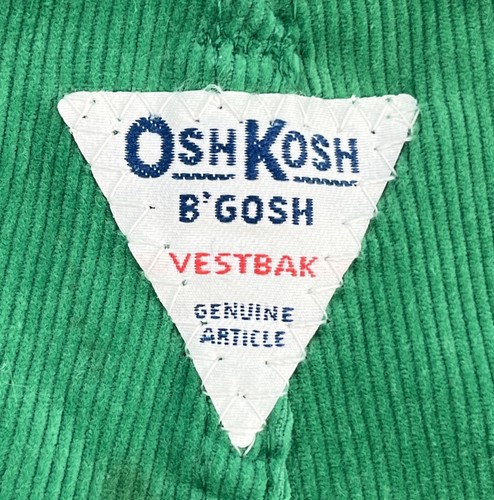 OSHKOSH
B'GOSH
VESTBAK
GENUINE
ARTICLE